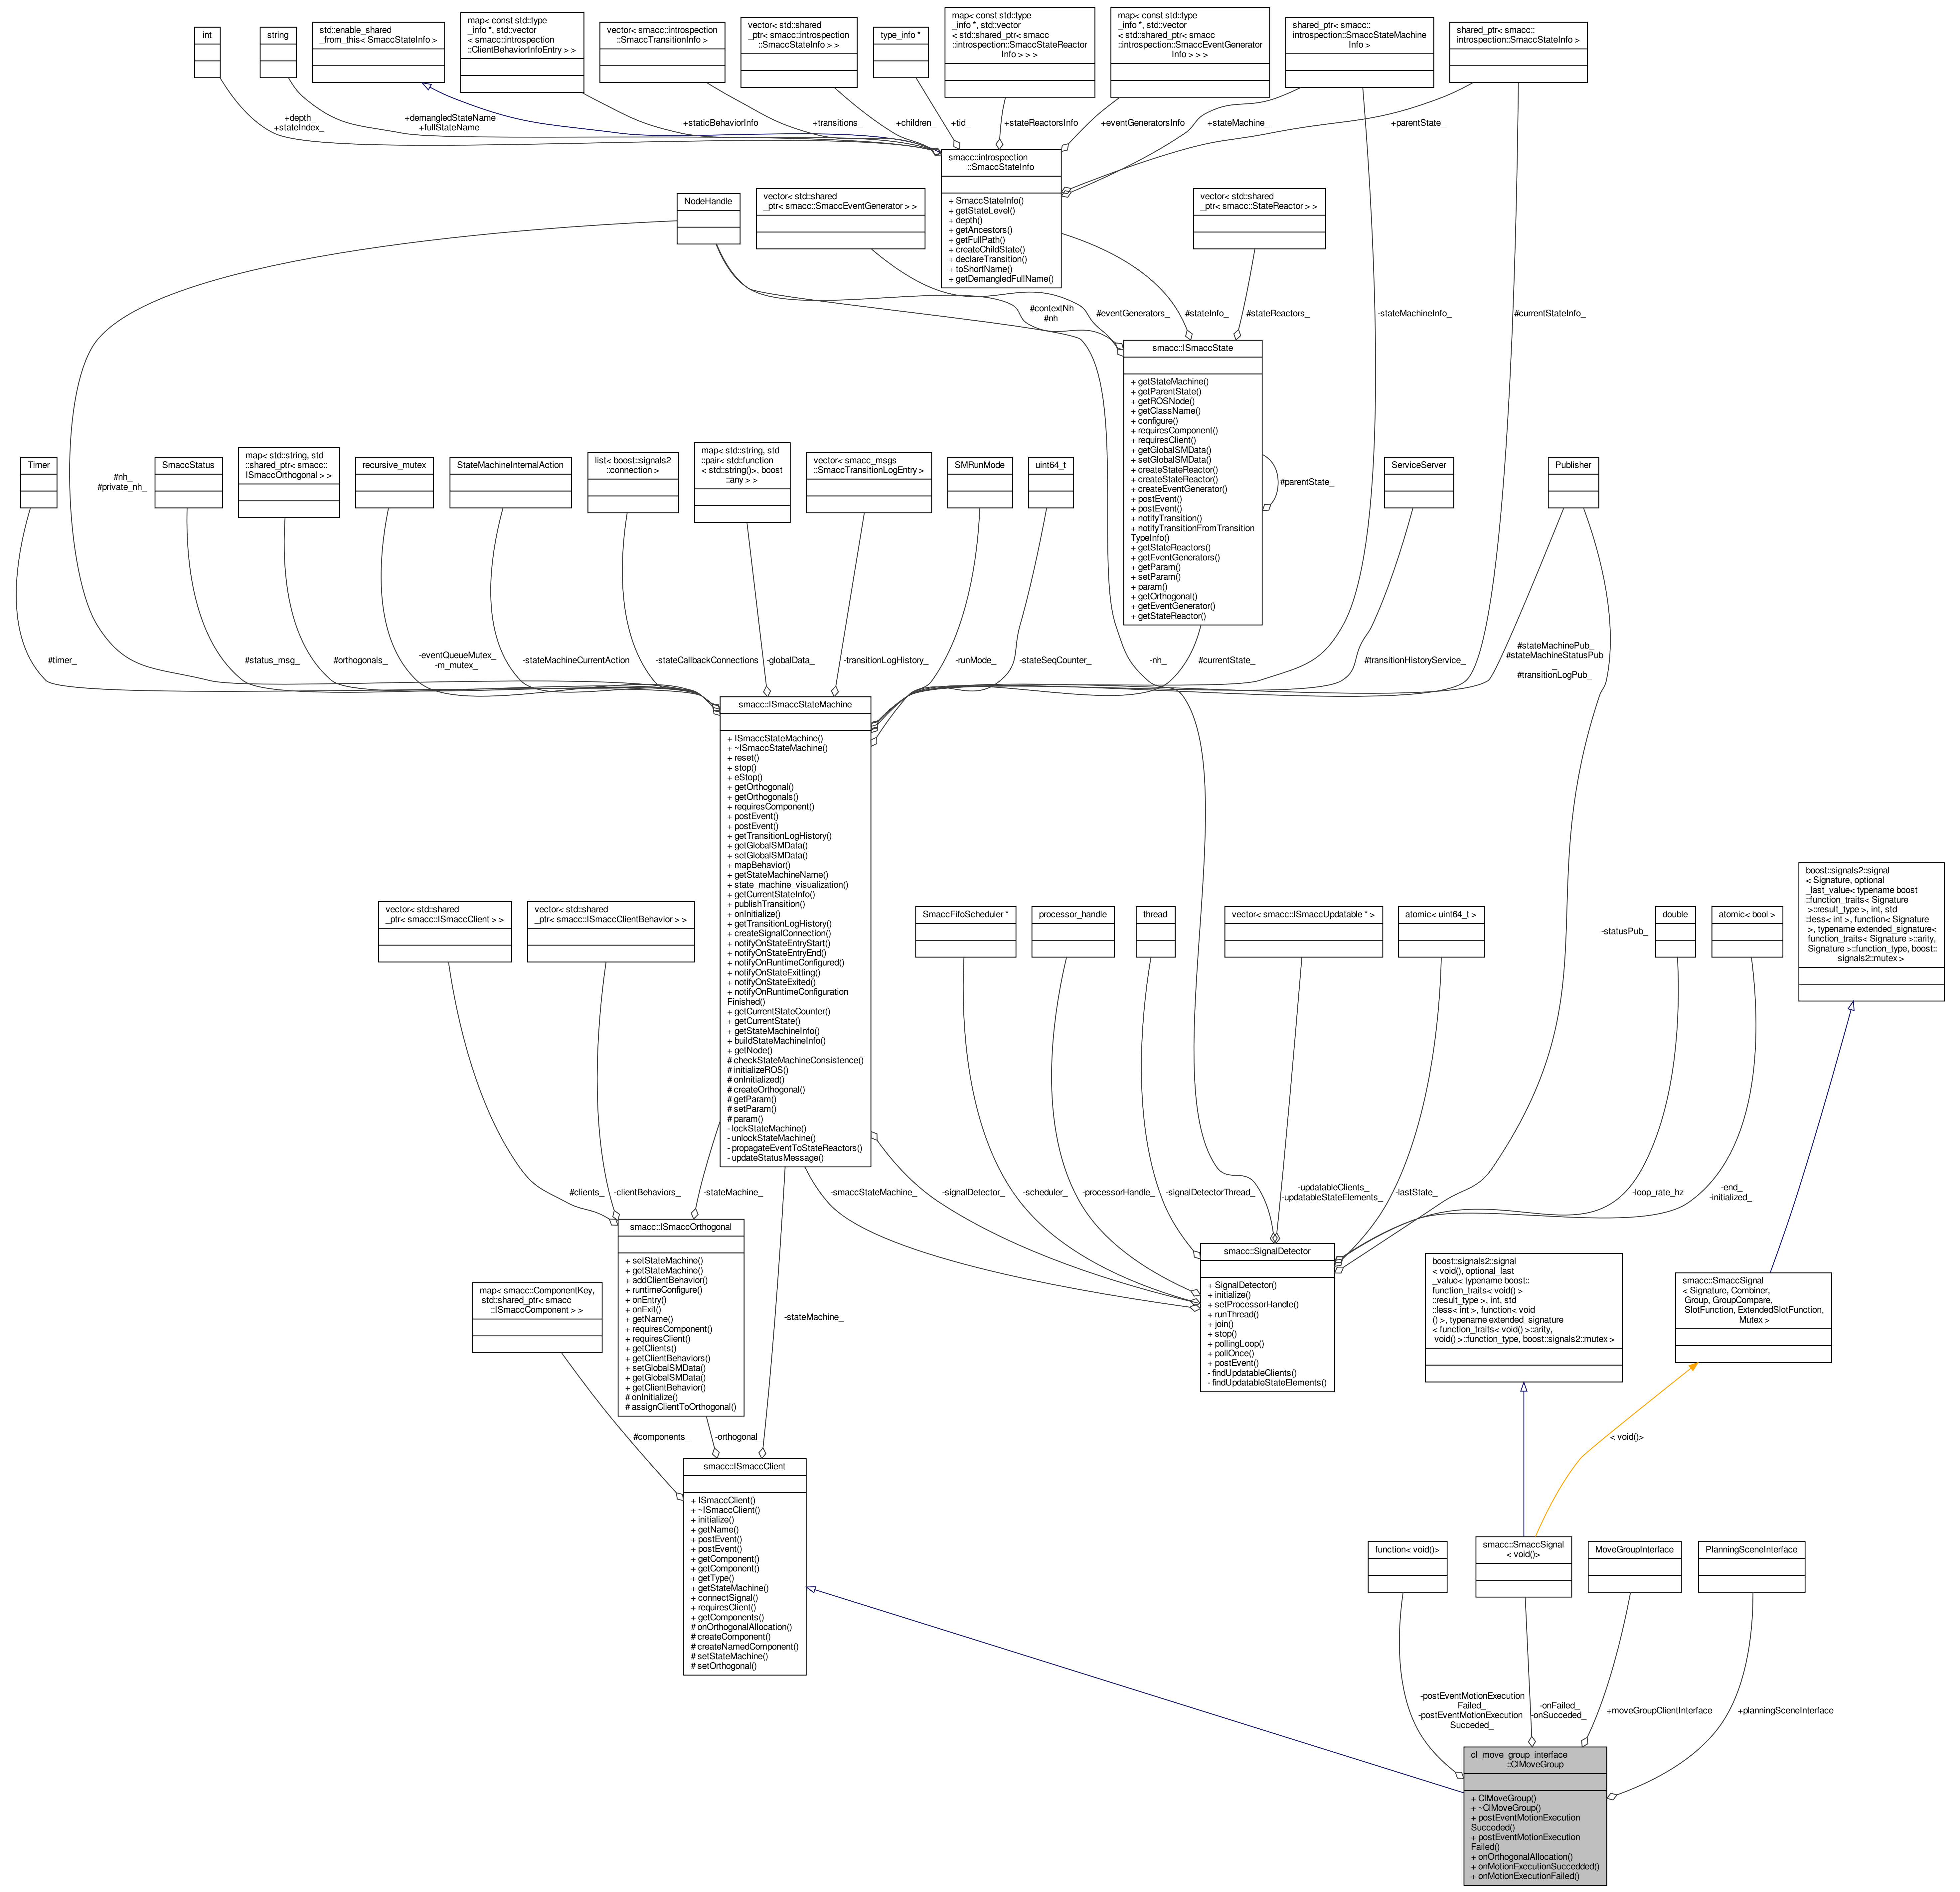 int
string
std::enable_shared
_from_this< SmaccStateInfo >
map< const std::type
_info *, std::vector
< smacc::introspection
::ClientBehaviorInfoEntry > >
vector< smacc::introspection
::SmaccTransitionInfo >
vector< std::shared
_ptr< smacc::introspection
::SmaccStateInfo > >
type_info *
map< const std::type
_info *, std::vector
< std::shared_ptr< smacc
::introspection::SmaccStateReactor
Info > > >
map< const std::type
_info *, std::vector
< std::shared_ptr< smacc
::introspection::SmaccEventGenerator
Info > > >
shared_ptr< smacc::
introspection::SmaccStateMachine
Info >
shared_ptr< smacc::
introspection::SmaccStateInfo >
+depth_
+stateIndex_
+demangledStateName
+fullStateName
+staticBehaviorInfo
+transitions_
+children_
+tid_
+stateReactorsInfo
+eventGeneratorsInfo
+stateMachine_
+parentState_
smacc::introspection
::SmaccStateInfo
+ SmaccStateInfo()
+ getStateLevel()
+ depth()
+ getAncestors()
+ getFullPath()
+ createChildState()
+ declareTransition()
+ toShortName()
+ getDemangledFullName()
NodeHandle
vector< std::shared
_ptr< smacc::SmaccEventGenerator > >
vector< std::shared
_ptr< smacc::StateReactor > >
#contextNh
#nh
#eventGenerators_
#stateInfo_
#stateReactors_
-stateMachineInfo_
#currentStateInfo_
smacc::ISmaccState
+ getStateMachine()
+ getParentState()
+ getROSNode()
+ getClassName()
+ configure()
+ requiresComponent()
+ requiresClient()
+ getGlobalSMData()
+ setGlobalSMData()
+ createStateReactor()
+ createStateReactor()
+ createEventGenerator()
+ postEvent()
+ postEvent()
+ notifyTransition()
+ notifyTransitionFromTransition
TypeInfo()
+ getStateReactors()
+ getEventGenerators()
+ getParam()
+ setParam()
+ param()
+ getOrthogonal()
+ getEventGenerator()
+ getStateReactor()
#parentState_
Timer
#nh_
#private_nh_
SmaccStatus
map< std::string, std
::shared_ptr< smacc::
ISmaccOrthogonal > >
recursive_mutex
StateMachineInternalAction
list< boost::signals2
::connection >
map< std::string, std
::pair< std::function
< std::string()>, boost
::any > >
vector< smacc_msgs
::SmaccTransitionLogEntry >
SMRunMode
uint64_t
ServiceServer
Publisher
#timer_
#status_msg_
#orthogonals_
-eventQueueMutex_
-m_mutex_
-stateMachineCurrentAction
-stateCallbackConnections
-globalData_
-transitionLogHistory_
-runMode_
-stateSeqCounter_
-nh_
#currentState_
#transitionHistoryService_
#stateMachinePub_
#stateMachineStatusPub
_
#transitionLogPub_
smacc::ISmaccStateMachine
+ ISmaccStateMachine()
+ ~ISmaccStateMachine()
+ reset()
+ stop()
+ eStop()
+ getOrthogonal()
+ getOrthogonals()
+ requiresComponent()
+ postEvent()
+ postEvent()
+ getTransitionLogHistory()
+ getGlobalSMData()
+ setGlobalSMData()
+ mapBehavior()
+ getStateMachineName()
+ state_machine_visualization()
+ getCurrentStateInfo()
+ publishTransition()
+ onInitialize()
+ getTransitionLogHistory()
+ createSignalConnection()
+ notifyOnStateEntryStart()
+ notifyOnStateEntryEnd()
+ notifyOnRuntimeConfigured()
+ notifyOnStateExitting()
+ notifyOnStateExited()
+ notifyOnRuntimeConfiguration
Finished()
+ getCurrentStateCounter()
+ getCurrentState()
+ getStateMachineInfo()
+ buildStateMachineInfo()
+ getNode()
# checkStateMachineConsistence()
# initializeROS()
# onInitialized()
# createOrthogonal()
# getParam()
# setParam()
# param()
- lockStateMachine()
- unlockStateMachine()
- propagateEventToStateReactors()
- updateStatusMessage()
vector< std::shared
_ptr< smacc::ISmaccClient > >
vector< std::shared
_ptr< smacc::ISmaccClientBehavior > >
SmaccFifoScheduler *
processor_handle
thread
vector< smacc::ISmaccUpdatable * >
atomic< uint64_t >
-statusPub_
double
atomic< bool >
boost::signals2::signal
< Signature, optional
_last_value< typename boost
::function_traits< Signature
>::result_type >, int, std
::less< int >, function< Signature
>, typename extended_signature<
function_traits< Signature >::arity,
Signature >::function_type, boost::
signals2::mutex >
#clients_
-clientBehaviors_
-stateMachine_
-smaccStateMachine_
-signalDetector_
-scheduler_
-processorHandle_
-signalDetectorThread_
-updatableClients_
-updatableStateElements_
-lastState_
-loop_rate_hz
-end_
-initialized_
smacc::ISmaccOrthogonal
+ setStateMachine()
+ getStateMachine()
+ addClientBehavior()
+ runtimeConfigure()
+ onEntry()
+ onExit()
+ getName()
+ requiresComponent()
+ requiresClient()
+ getClients()
+ getClientBehaviors()
+ setGlobalSMData()
+ getGlobalSMData()
+ getClientBehavior()
# onInitialize()
# assignClientToOrthogonal()
smacc::SignalDetector
+ SignalDetector()
+ initialize()
+ setProcessorHandle()
+ runThread()
+ join()
+ stop()
+ pollingLoop()
+ pollOnce()
+ postEvent()
- findUpdatableClients()
- findUpdatableStateElements()
boost::signals2::signal
< void(), optional_last
_value< typename boost::
function_traits< void() >
::result_type >, int, std
::less< int >, function< void
() >, typename extended_signature
< function_traits< void() >::arity,
void() >::function_type, boost::signals2::mutex >
smacc::SmaccSignal
< Signature, Combiner,
Group, GroupCompare,
SlotFunction, ExtendedSlotFunction,
Mutex >
map< smacc::ComponentKey,
std::shared_ptr< smacc
::ISmaccComponent > >
-stateMachine_
#components_
-orthogonal_
< void()>
smacc::ISmaccClient
+ ISmaccClient()
+ ~ISmaccClient()
+ initialize()
+ getName()
+ postEvent()
+ postEvent()
+ getComponent()
+ getComponent()
+ getType()
+ getStateMachine()
+ connectSignal()
+ requiresClient()
+ getComponents()
# onOrthogonalAllocation()
# createComponent()
# createNamedComponent()
# setStateMachine()
# setOrthogonal()
function< void()>
smacc::SmaccSignal
< void()>
MoveGroupInterface
PlanningSceneInterface
-postEventMotionExecution
Failed_
-postEventMotionExecution
Succeded_
-onFailed_
-onSucceded_
+moveGroupClientInterface
+planningSceneInterface
cl_move_group_interface
::ClMoveGroup
+ ClMoveGroup()
+ ~ClMoveGroup()
+ postEventMotionExecution
Succeded()
+ postEventMotionExecution
Failed()
+ onOrthogonalAllocation()
+ onMotionExecutionSuccedded()
+ onMotionExecutionFailed()